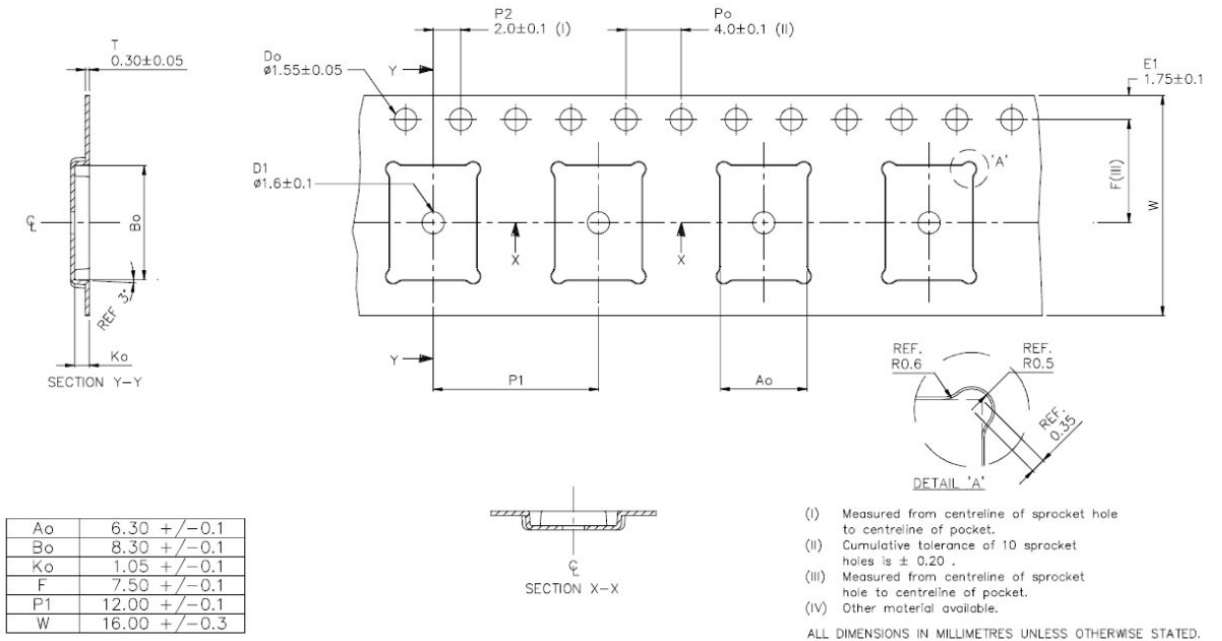 P2
2.0±0.1 (I)
Po
4.0±0.1 (II)
T
0.30±0.05
Do
ø1.55±0.05
Y
E1
1.75±0.1
D1
ø1.6±0.1
'A'
F(III)
W
℄
Bo
X
X
REF 3°
Ko
SECTION Y-Y
Y
P1
Ao
REF.
R0.6
REF.
R0.5
REF.
0.35
DETAIL 'A'
Ao 6.30 +/-0.1
Bo 8.30 +/-0.1
Ko 1.05 +/-0.1
F 7.50 +/-0.1
P1 12.00 +/-0.1
W 16.00 +/-0.3
℄
SECTION X-X
(I) Measured from centreline of sprocket hole
to centreline of pocket.
(II) Cumulative tolerance of 10 sprocket
holes is ± 0.20 .
(III) Measured from centreline of sprocket
hole to centreline of pocket.
(IV) Other material available.
ALL DIMENSIONS IN MILLIMETRES UNLESS OTHERWISE STATED.